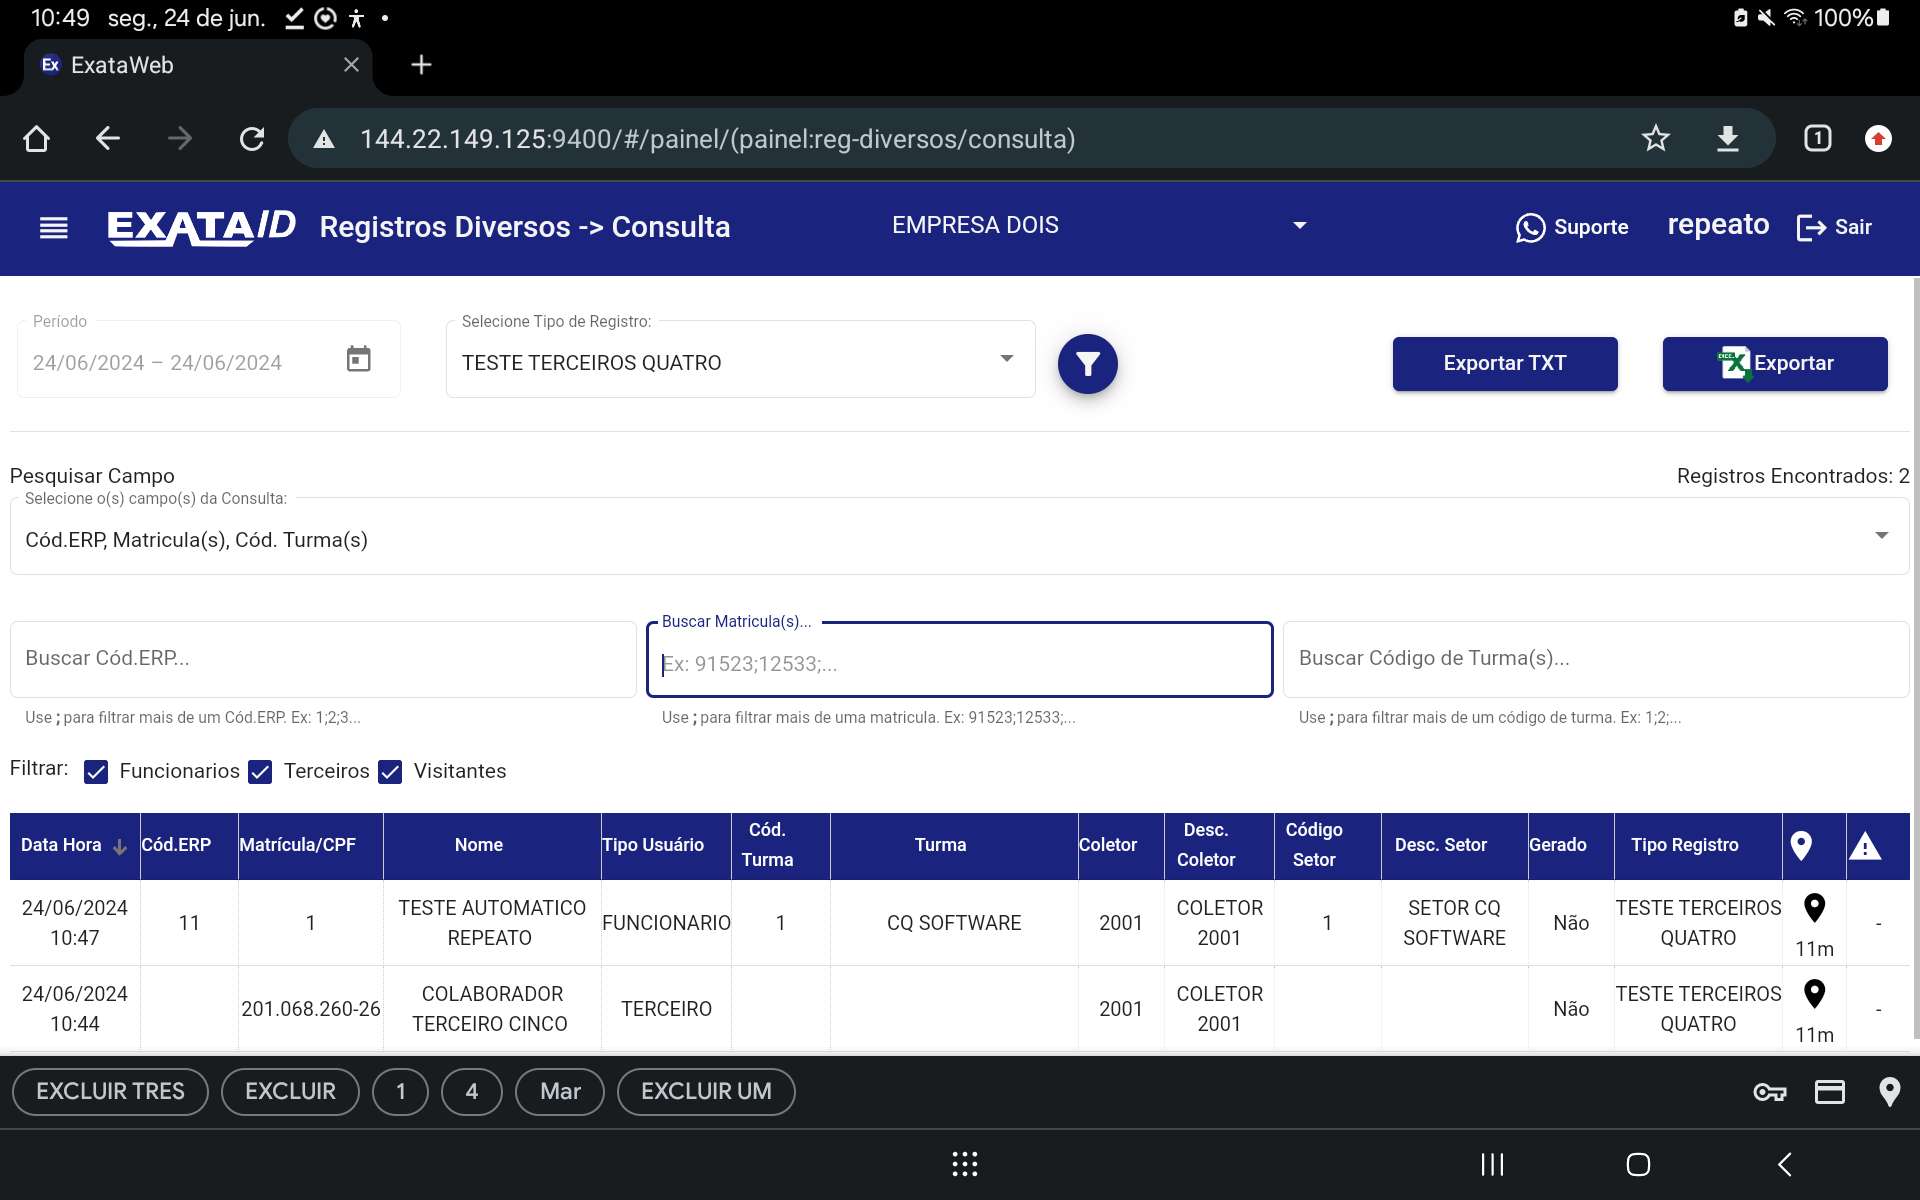 10:49 seg., 24 de jun. 100%
Ex ExataWeb
144.22.149.125:9400/#/painel/(painel:reg-diversos/consulta) 1
EXATA/D Registros Diversos -> Consulta EMPRESA DOIS Suporte repeato Sair
Período Selecione Tipo de Registro:
24/06/2024 – 24/06/2024 TESTE TERCEIROS QUATRO Exportar TXT Exportar
Pesquisar Campo Registros Encontrados: 2
Selecione o(s) campo(s) da Consulta:
Cód.ERP, Matricula(s), Cód. Turma(s)
Buscar Matricula(s)...
Buscar Cód.ERP... Ex: 91523;12533;... Buscar Código de Turma(s)...
Use ; para filtrar mais de um Cód.ERP. Ex: 1;2;3... Use ; para filtrar mais de uma matricula. Ex: 91523;12533;... Use ; para filtrar mais de um código de turma. Ex: 1;2;...
Filtrar: Funcionarios Terceiros Visitantes
Data Hora Cód.ERP Matrícula/CPF Nome Tipo Usuário Cód. Turma Turma Coletor Desc. Coletor Código Setor Desc. Setor Gerado Tipo Registro
24/06/2024 10:47 11 1 TESTE AUTOMATICO REPEATO FUNCIONARIO 1 CQ SOFTWARE 2001 COLETOR 2001 1 SETOR CQ SOFTWARE Não TESTE TERCEIROS QUATRO 11m -
24/06/2024 10:44 201.068.260-26 COLABORADOR TERCEIRO CINCO TERCEIRO 2001 COLETOR 2001 Não TESTE TERCEIROS QUATRO 11m -
EXCLUIR TRES EXCLUIR 1 4 Mar EXCLUIR UM